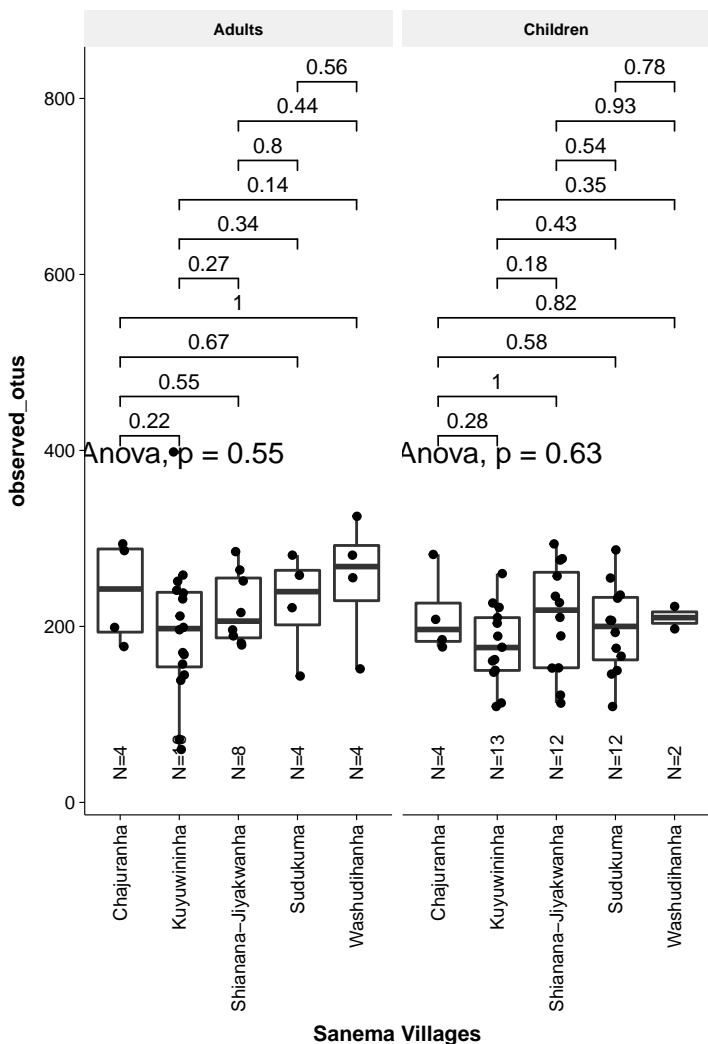 observed_otus
800
600
400
200
0
Adults
0.56
0.44
0.8
0.14
0.34
0.27
1
0.67
0.55
0.22
Anova, p = 0.55
N=4
N=8
N=4
N=4
Chajuranha
Kuyuwininha
Shianana−Jiyakwanha
Sudukuma
Washudihanha
Children
0.78
0.93
0.54
0.35
0.43
0.18
0.82
0.58
1
0.28
Anova, p = 0.63
N=4
N=13
N=12
N=12
N=2
Chajuranha
Kuyuwininha
Shianana−Jiyakwanha
Sudukuma
Washudihanha
Sanema Villages